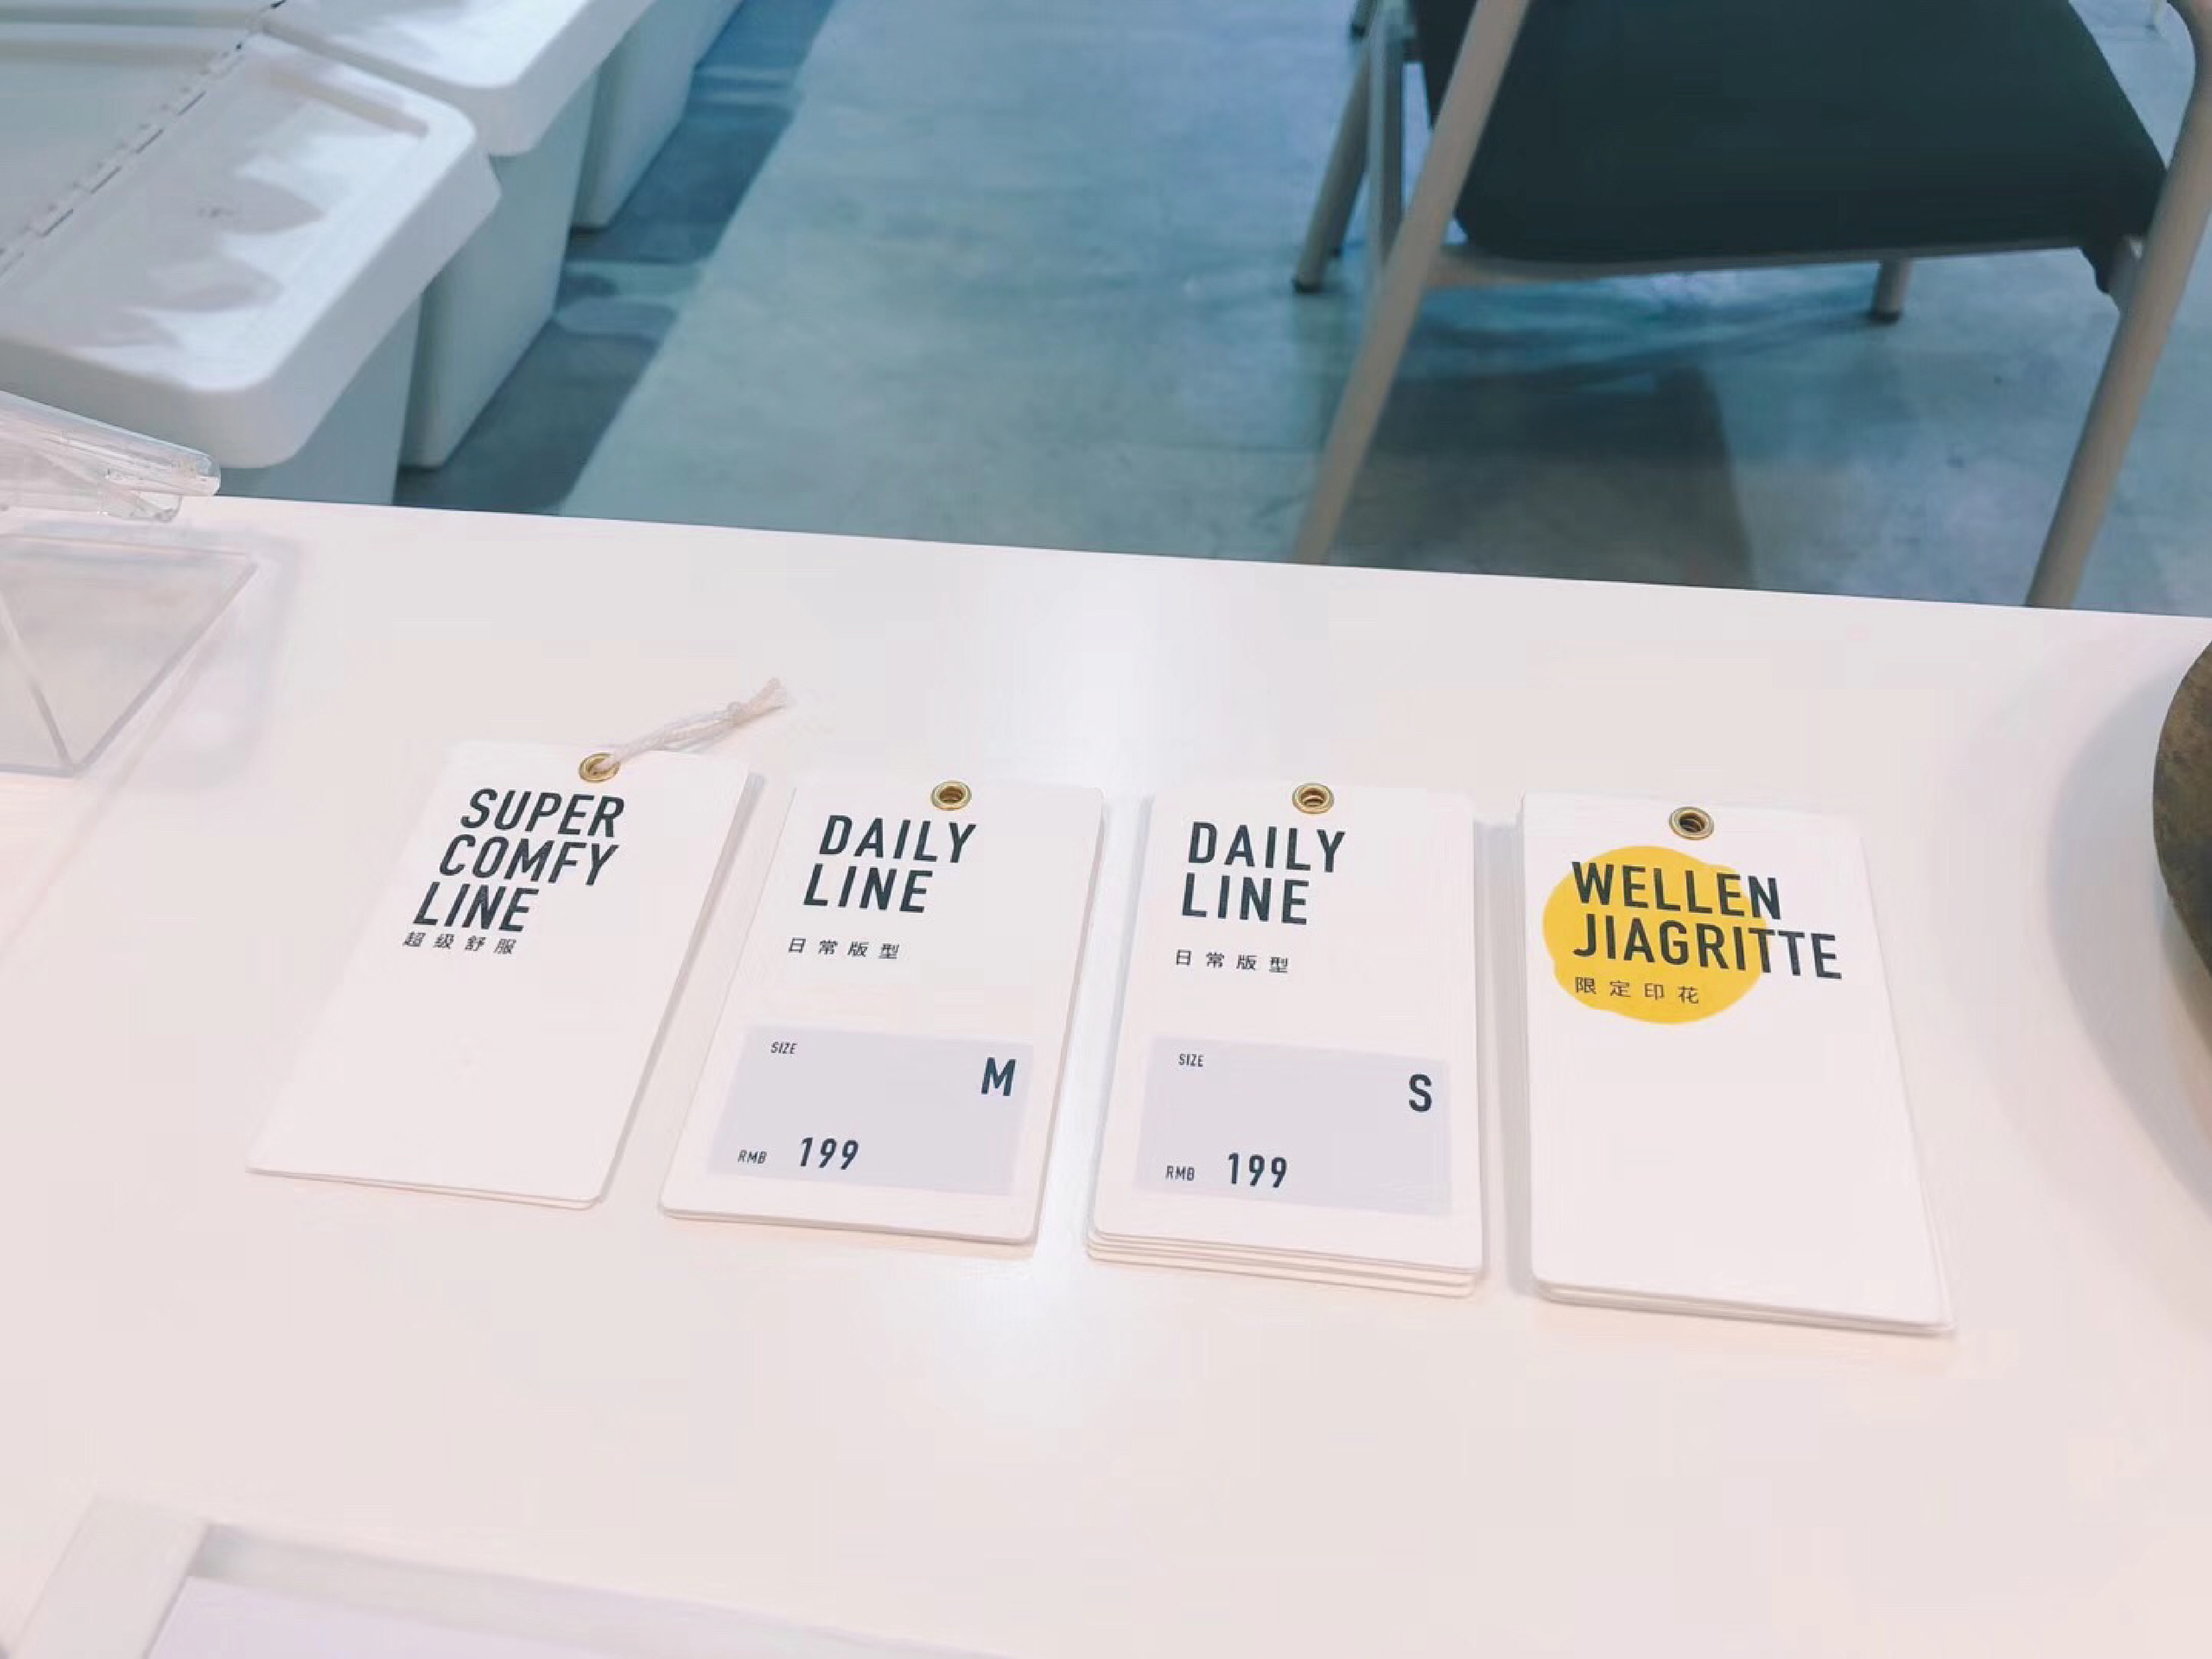 SUPER
COMFY
LINE
超级舒服
DAILY
LINE
日常版型
SIZE
M
RMB 199
DAILY
LINE
日常版型
SIZE
S
RMB 199
WELLEN
JIAGRITTE
限定印花